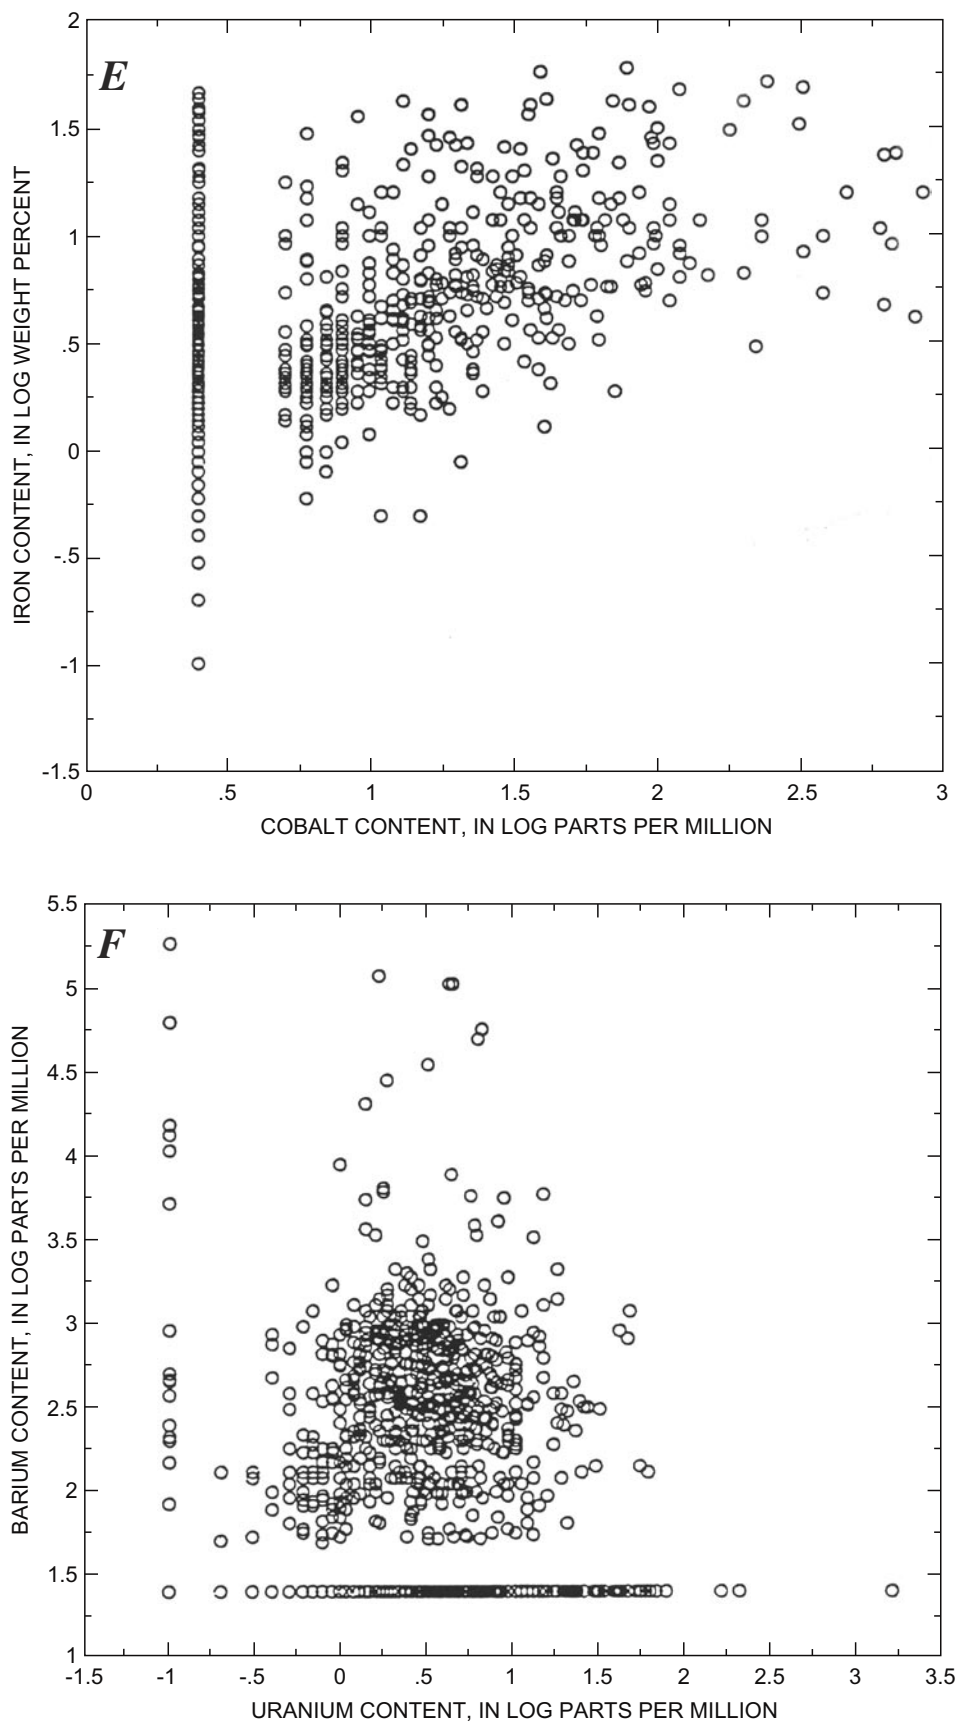 E
2
1.5
1
.5
0
-.5
-1
-1.5
IRON CONTENT, IN LOG WEIGHT PERCENT
0 .5 1 1.5 2 2.5 3
COBALT CONTENT, IN LOG PARTS PER MILLION
F
5.5
5
4.5
4
3.5
3
2.5
2
1.5
1
BARIUM CONTENT, IN LOG PARTS PER MILLION
-1.5 -1 -.5 0 .5 1 1.5 2 2.5 3 3.5
URANIUM CONTENT, IN LOG PARTS PER MILLION